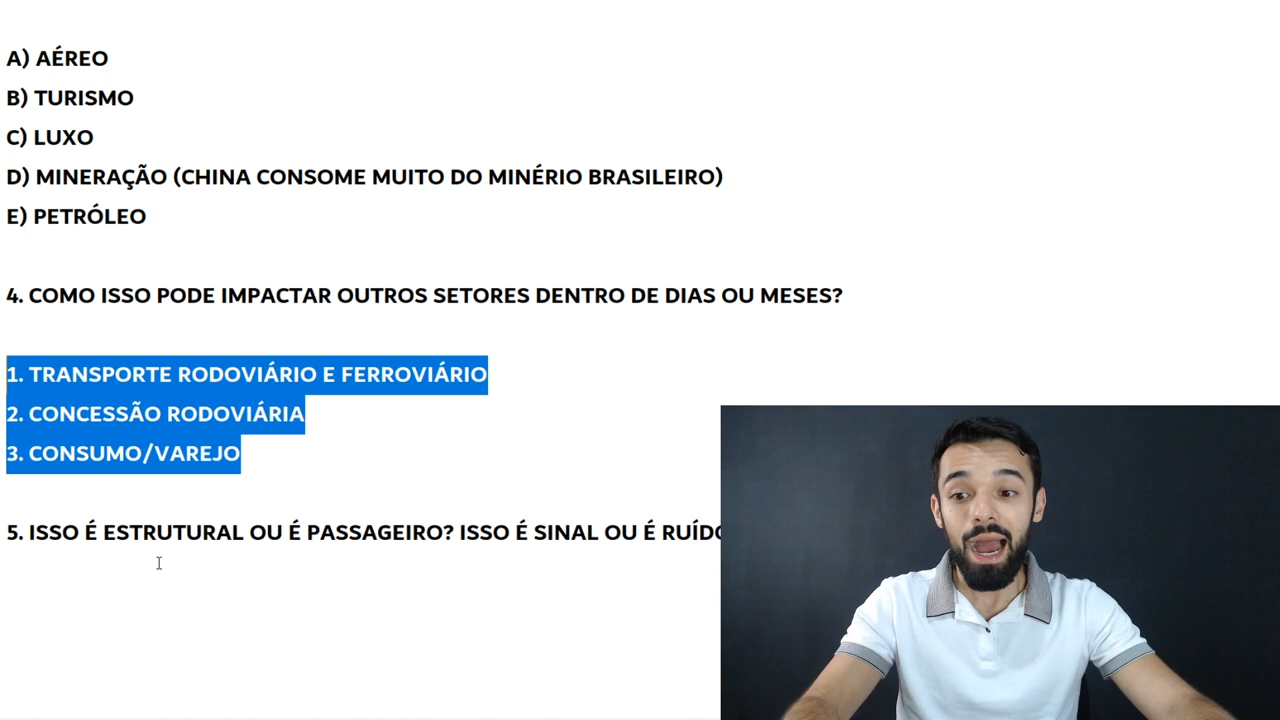 A) AÉREO
B) TURISMO
C) LUXO
D) MINERAÇÃO (CHINA CONSOME MUITO DO MINÉRIO BRASILEIRO)
E) PETRÓLEO
4. COMO ISSO PODE IMPACTAR OUTROS SETORES DENTRO DE DIAS OU MESES?
1. TRANSPORTE RODOVIÁRIO E FERROVIÁRIO
2. CONCESSÃO RODOVIÁRIA
3. CONSUMO/VAREJO
5. ISSO É ESTRUTURAL OU É PASSAGEIRO? ISSO É SINAL OU É